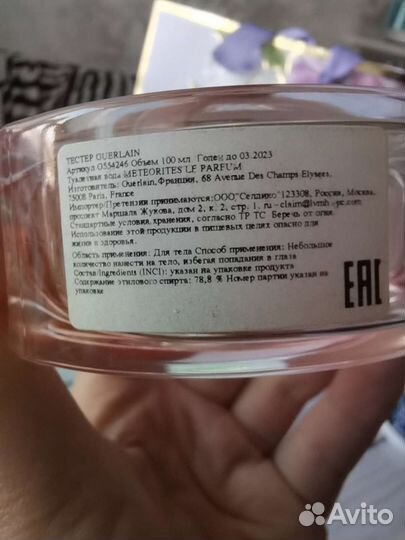 ТЕСТЕР GUERLAIN
Артикул G554246 Объем 100 мл Годен до 03.2023
Туалетная вода METEORITES LE PARFUM
Изготовитель: Guerlain, Франция, 68 Avenue Des Champs Elysees,
75008 Paris, France
Импортер/Претензии принимаются: ООО"Селдико"123308, Россия, Москва,
проспект Маршала Жукова, дом 2, к. 2, стр. 1, ru - claim@lvmh-pc.com
Стандартные условия хранения, согласно ТР ТС Беречь от огня.
Использование этой продукции в пищевых целях опасно для
жизни и здоровья.
Область применения: Для тела Способ применения: Небольшое
количество нанести на тело, избегая попадания в глаза
Состав/Ingredients (INCI): указан на упаковке продукта
Содержание этилового спирта: 78,8 % Номер партии указан на
упаковке
EAC
Avito